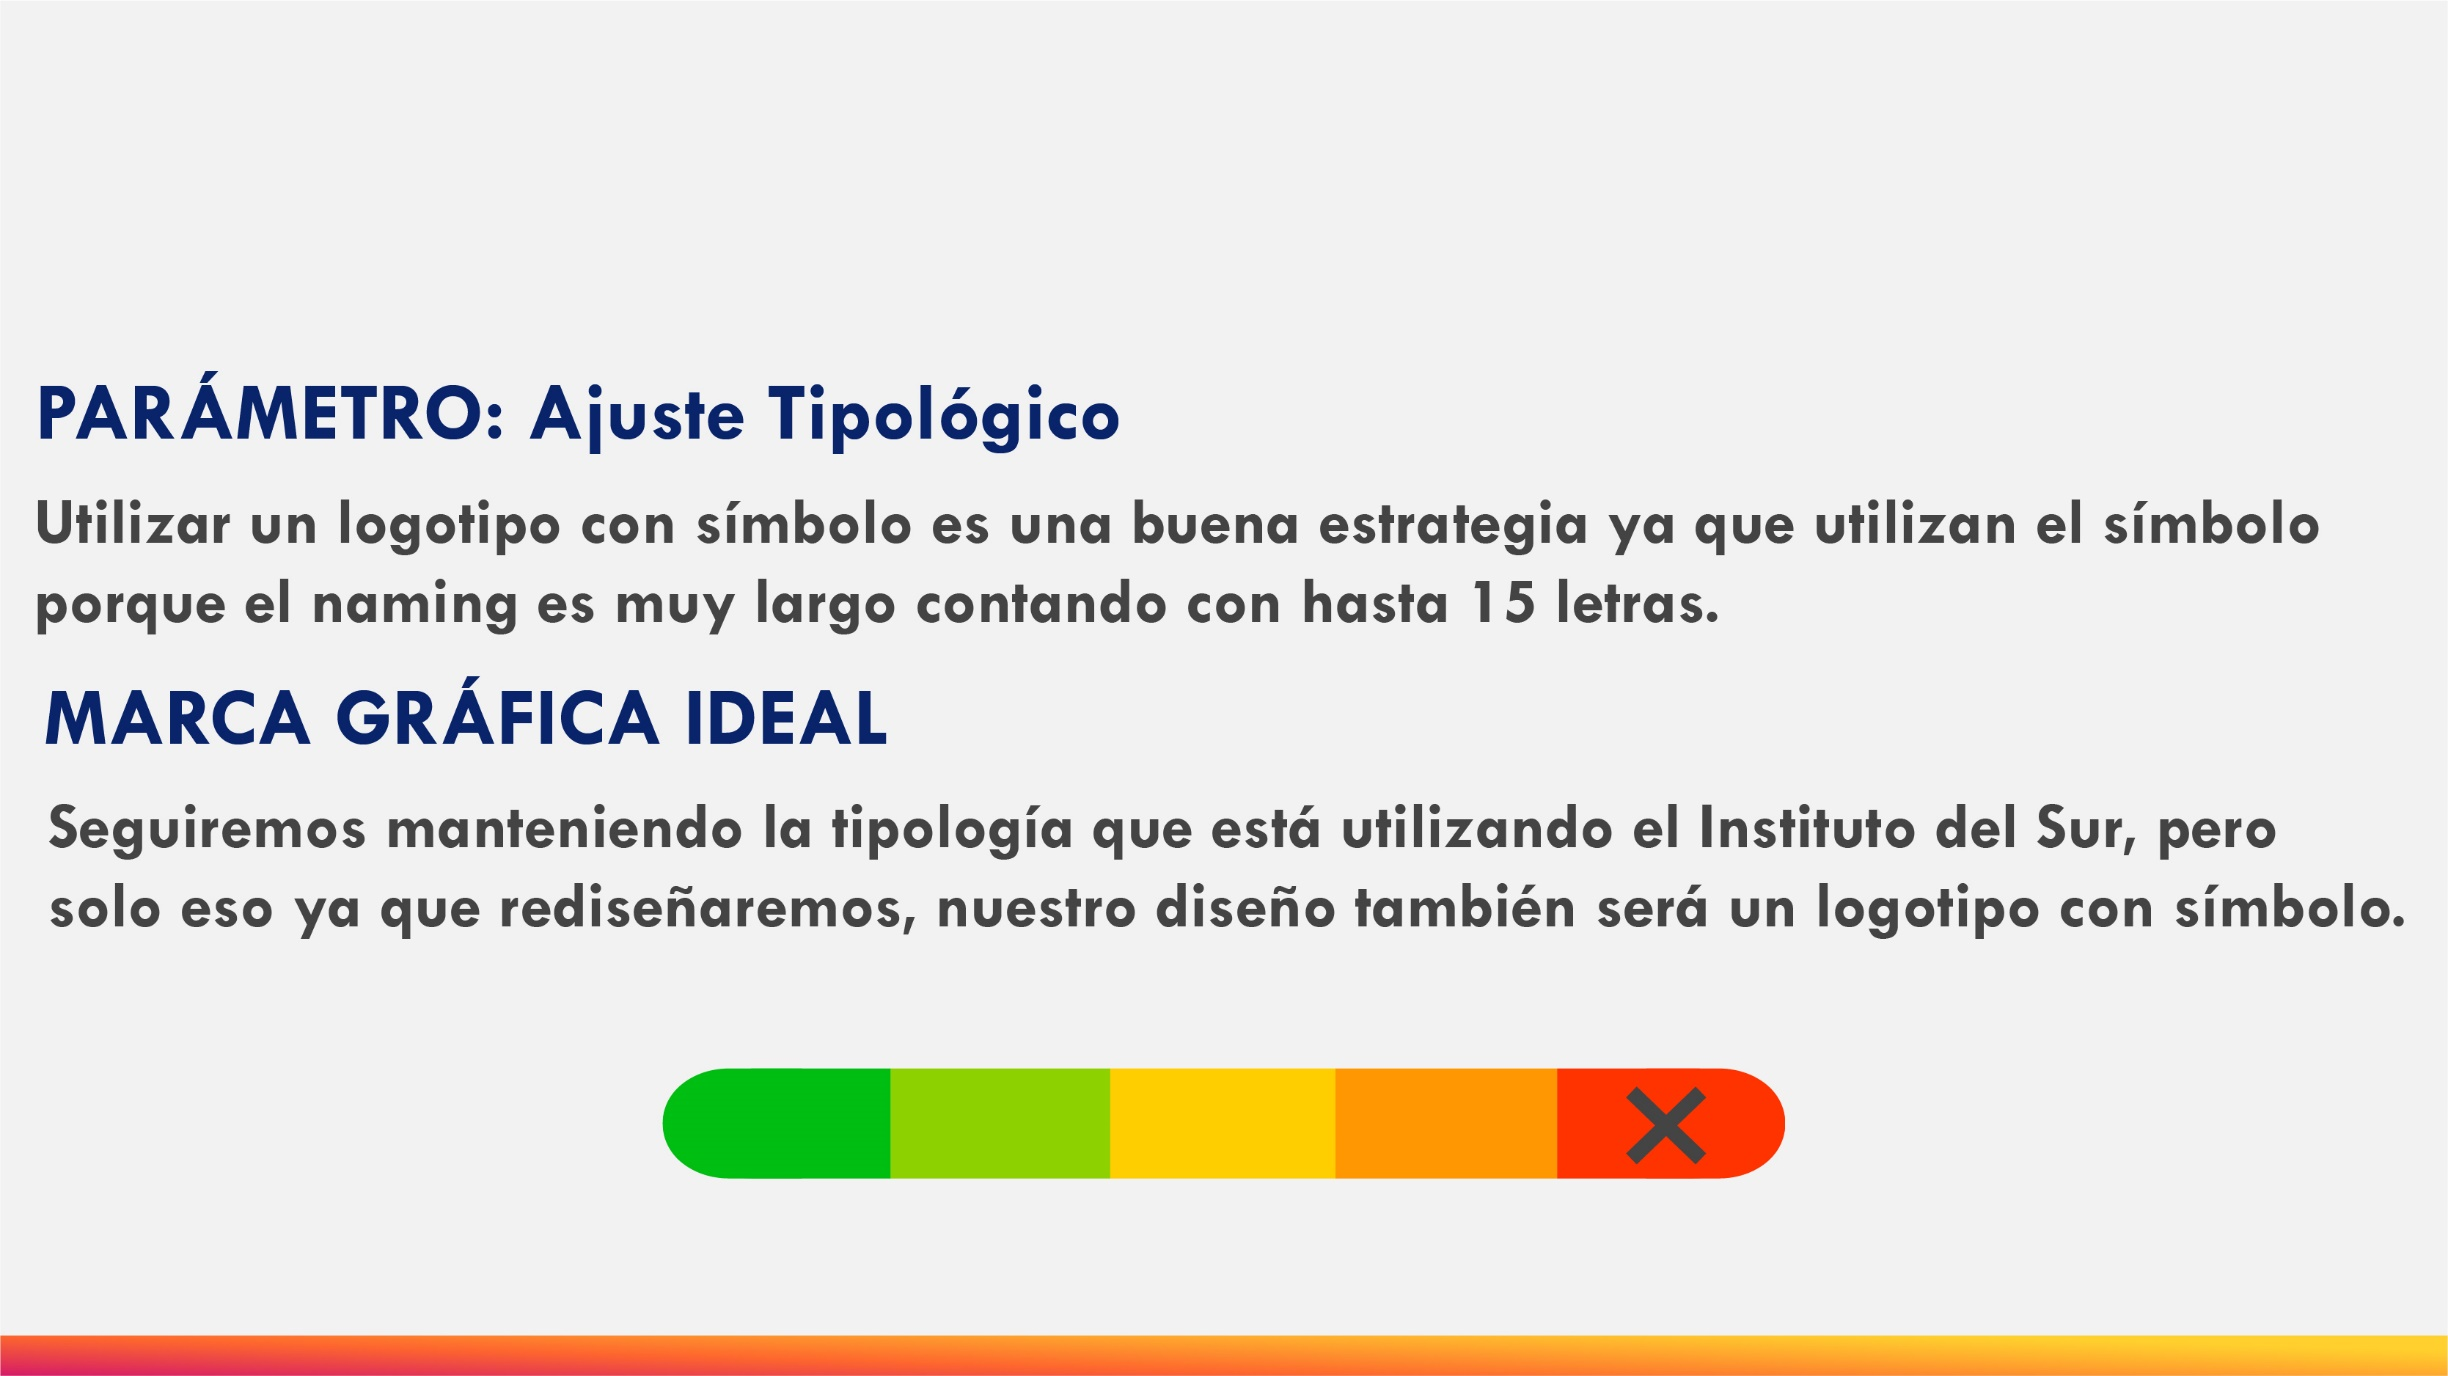 PARÁMETRO: Ajuste Tipológico
Utilizar un logotipo con símbolo es una buena estrategia ya que utilizan el símbolo
porque el naming es muy largo contando con hasta 15 letras.
MARCA GRÁFICA IDEAL
Seguiremos manteniendo la tipología que está utilizando el Instituto del Sur, pero
solo eso ya que rediseñaremos, nuestro diseño también será un logotipo con símbolo.